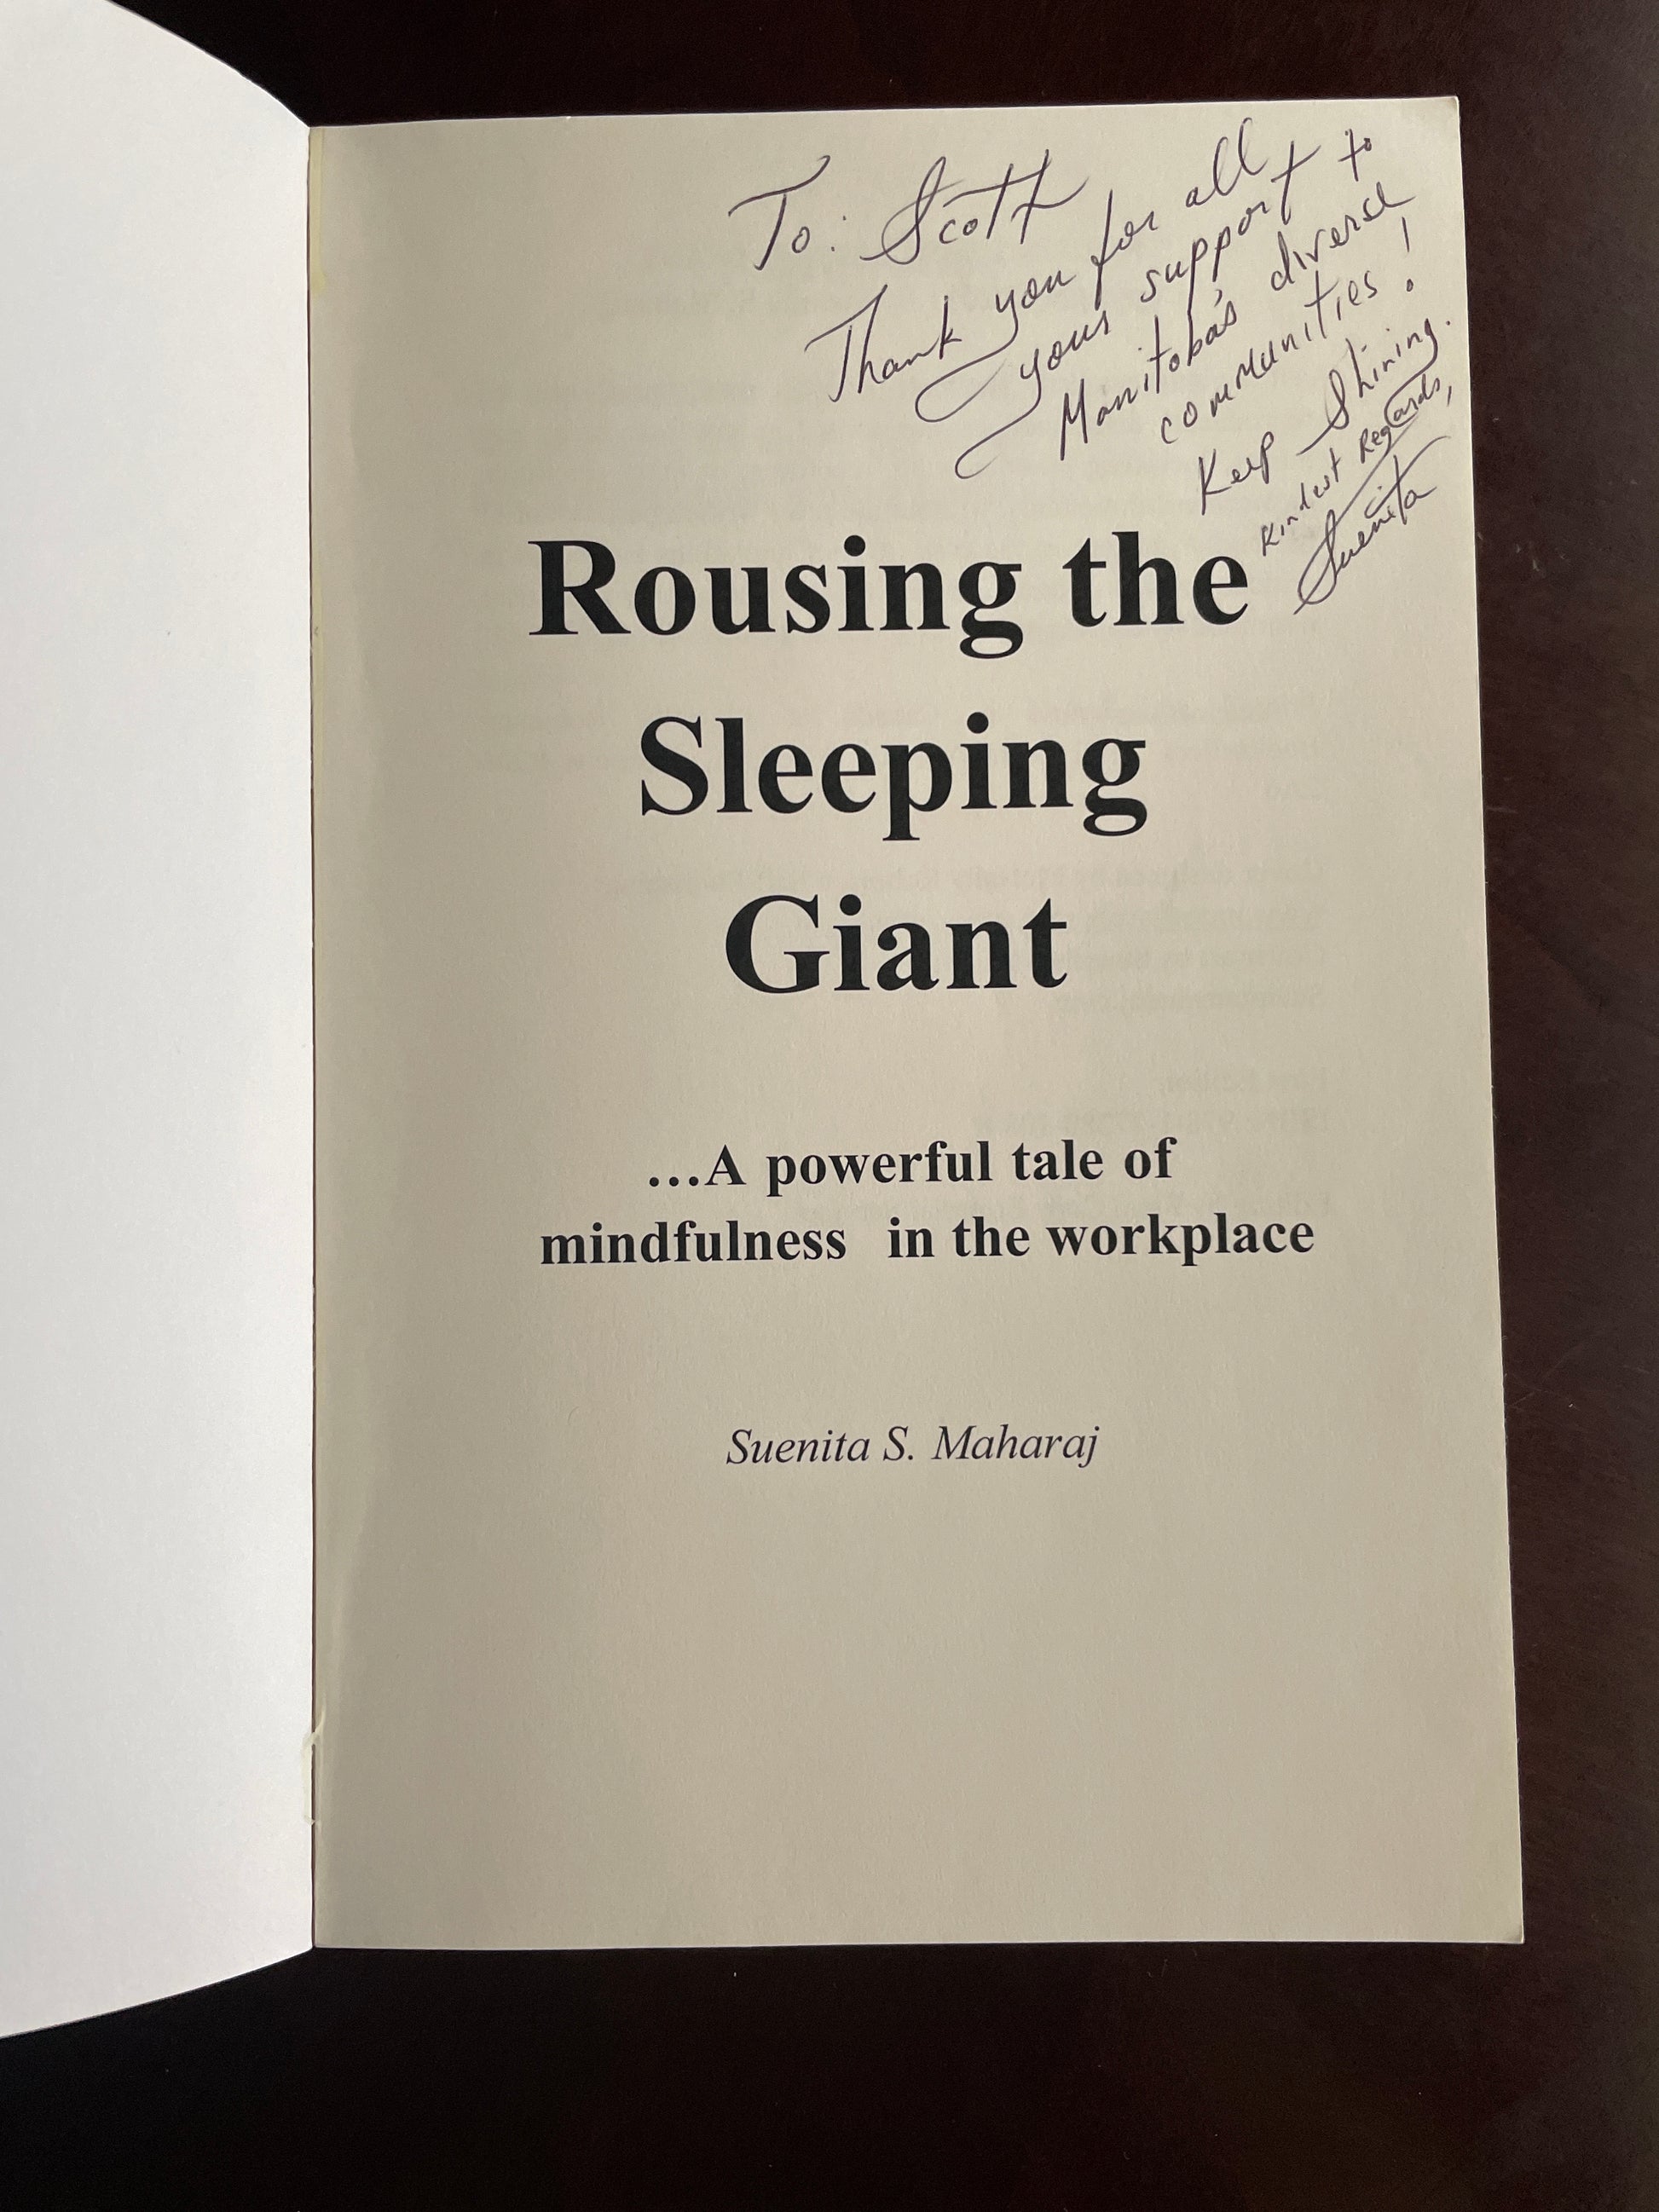 To: Scott
Thank you for all
your support to
Manitoba's diverse
communities!
Keep Shining.
Kindest Regards,
Suenita
Rousing the
Sleeping
Giant
...A powerful tale of
mindfulness in the workplace
Suenita S. Maharaj